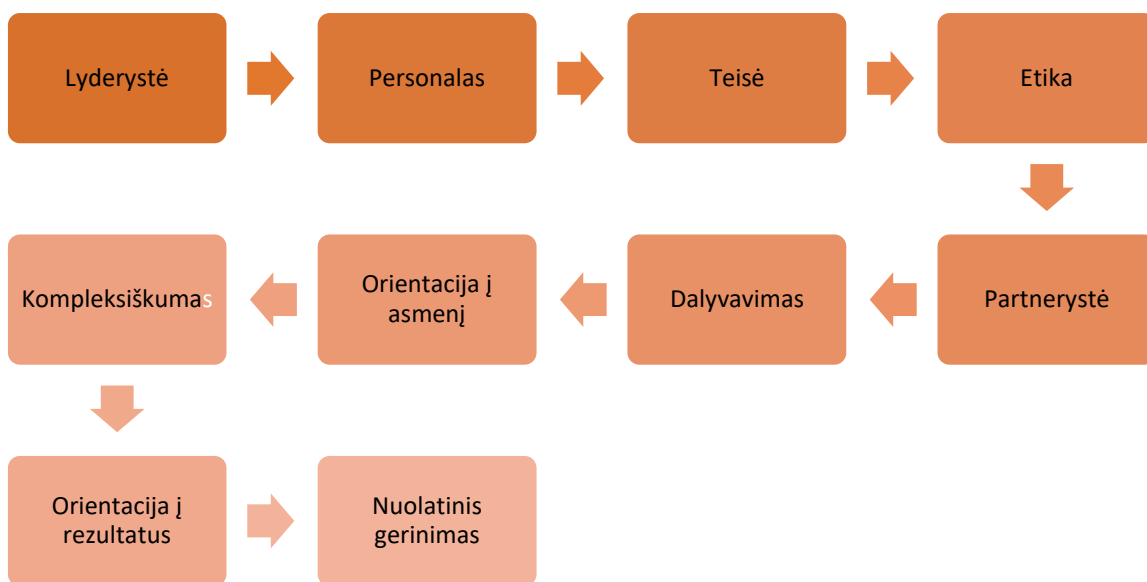 Lyderystė
Personalas
Teisė
Etika
Partnerystė
Dalyvavimas
Orientacija į
asmenį
Kompleksiškumas
Orientacija į
rezultatus
Nuolatinis
gerinimas